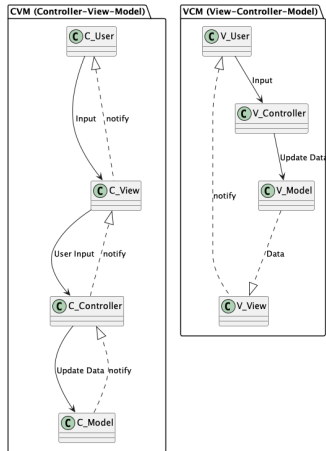 CVM (Controller-View-Model)
C C_User
Input
notify
C C_View
User Input
notify
C C_Controller
Update Data
notify
C C_Model
VCM (View-Controller-Model)
C V_User
Input
C V_Controller
Update Data
C V_Model
notify
Data
C V_View